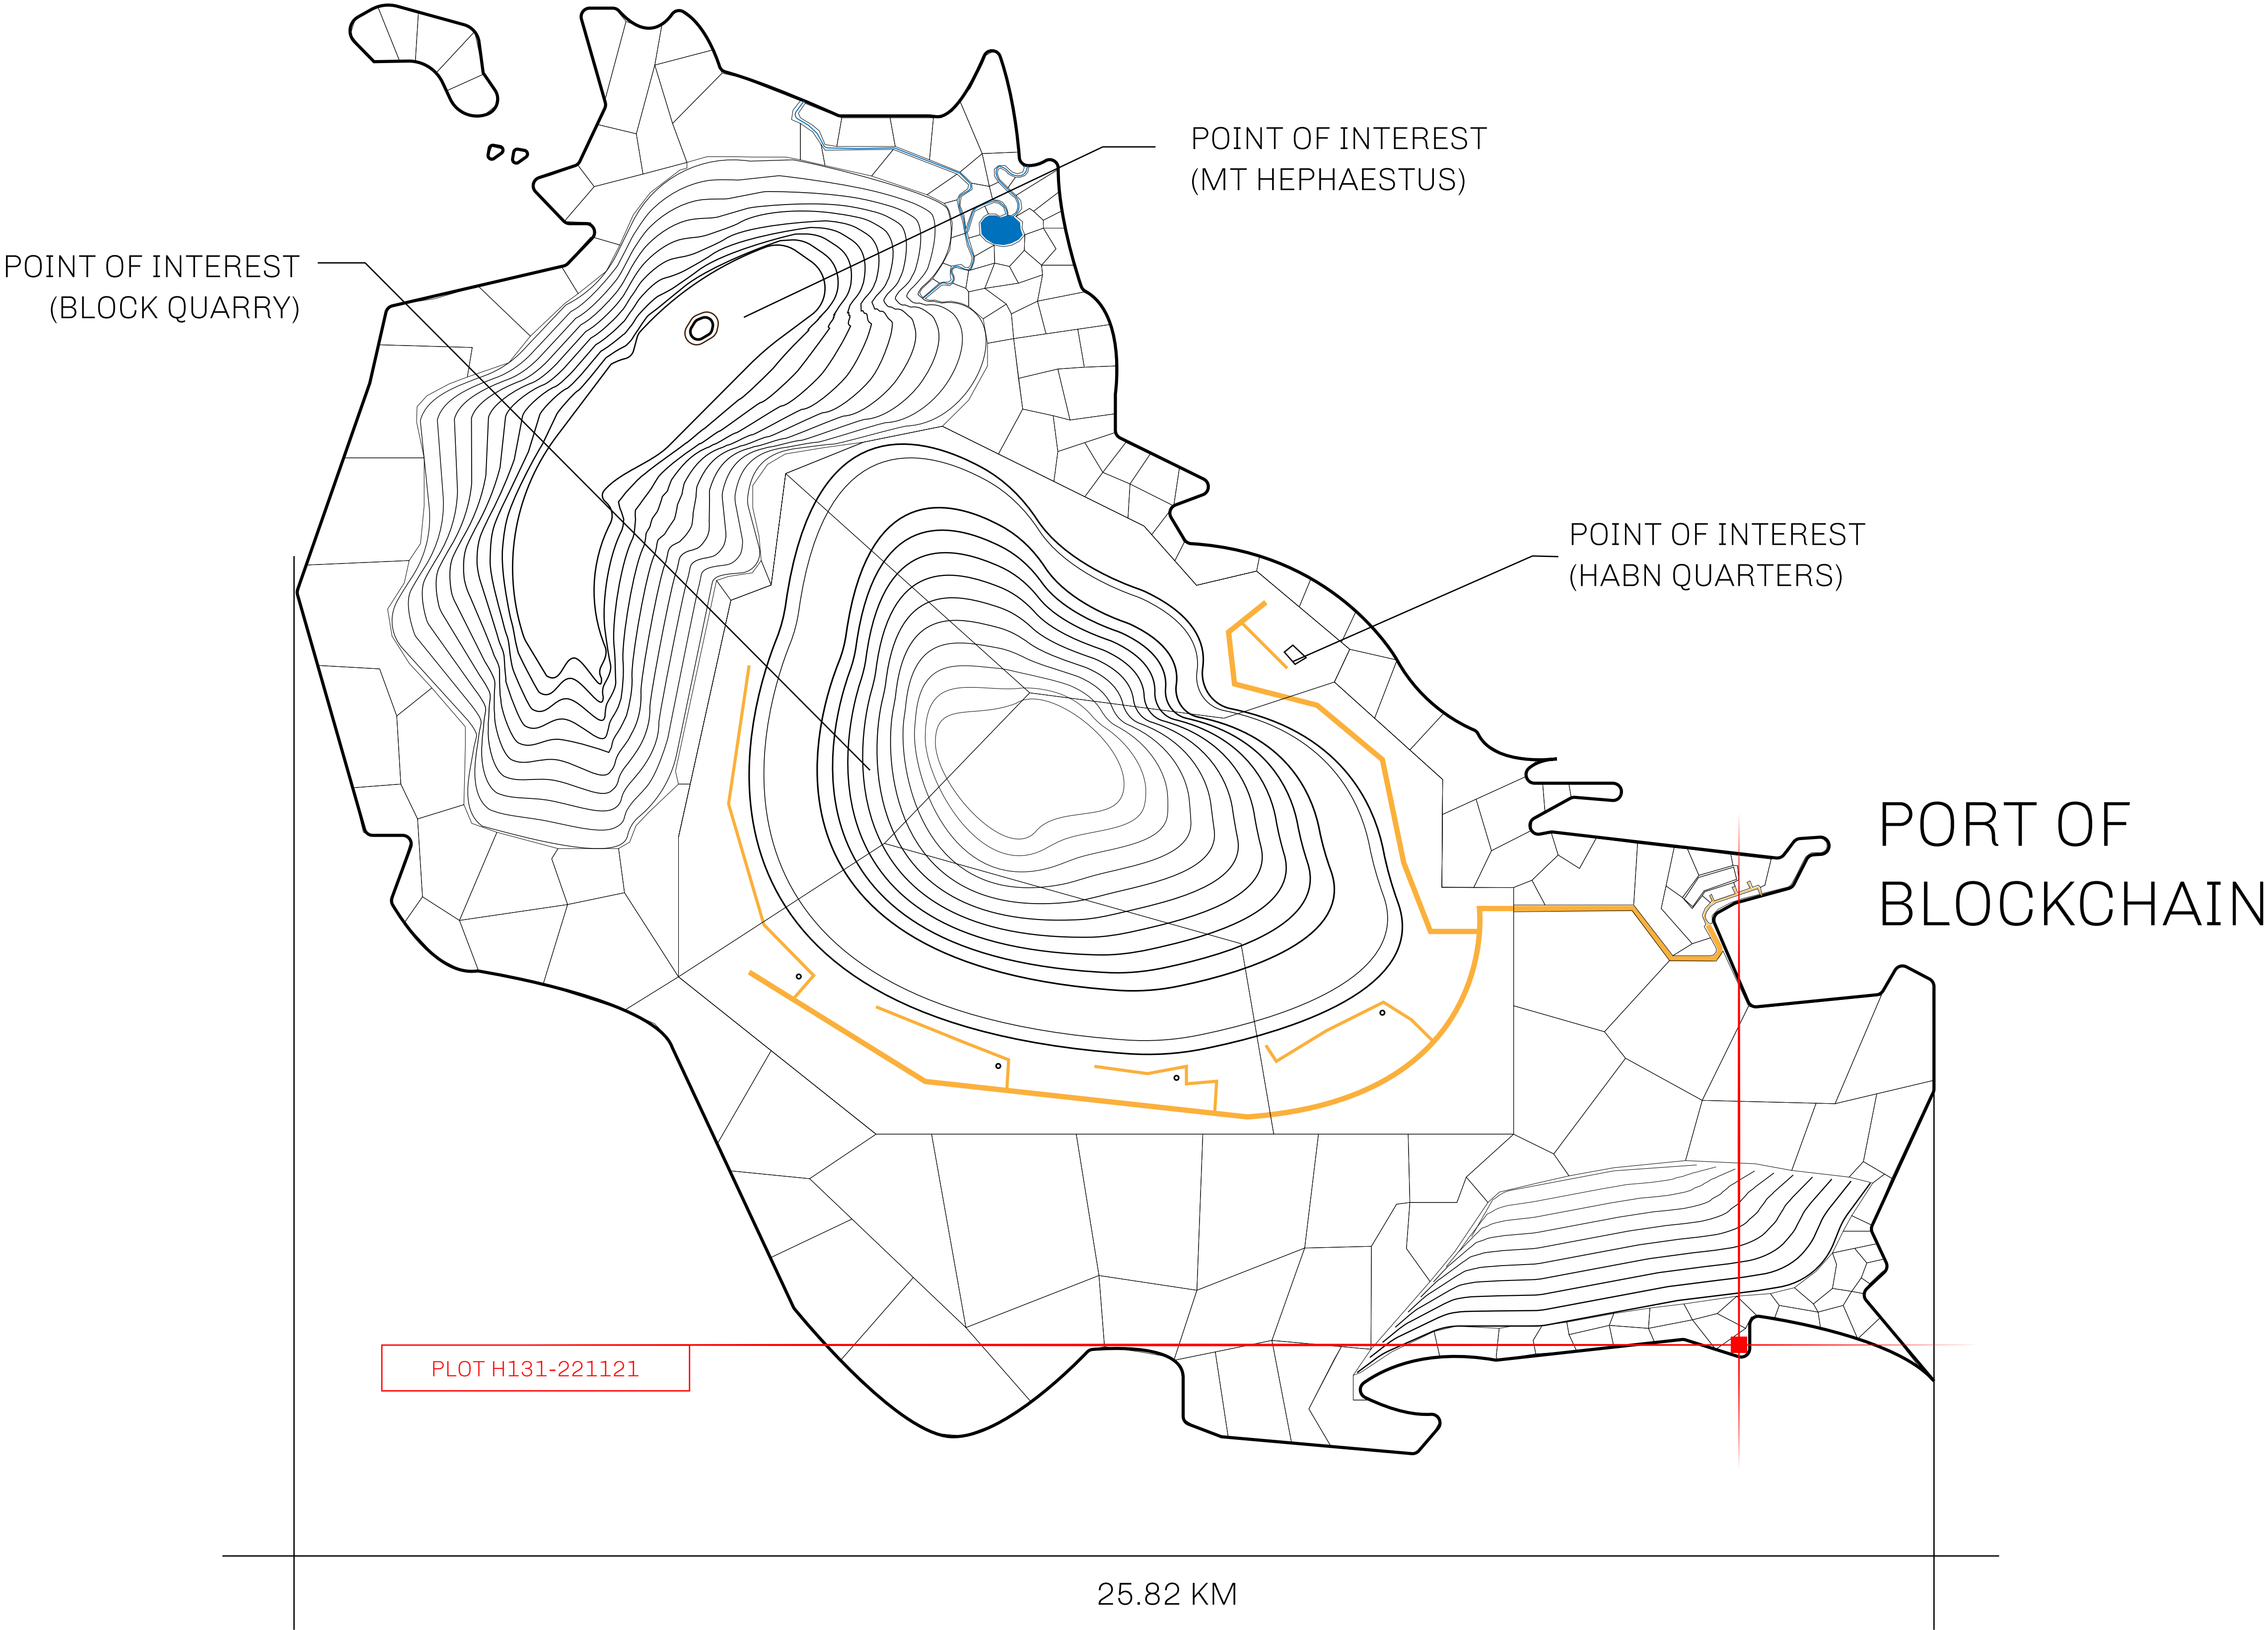 POINT OF INTEREST
(MT HEPHAESTUS)
POINT OF INTEREST
(BLOCK QUARRY)
POINT OF INTEREST
(HABN QUARTERS)
PORT OF
BLOCKCHAIN
PLOT H131-221121
25.82 KM